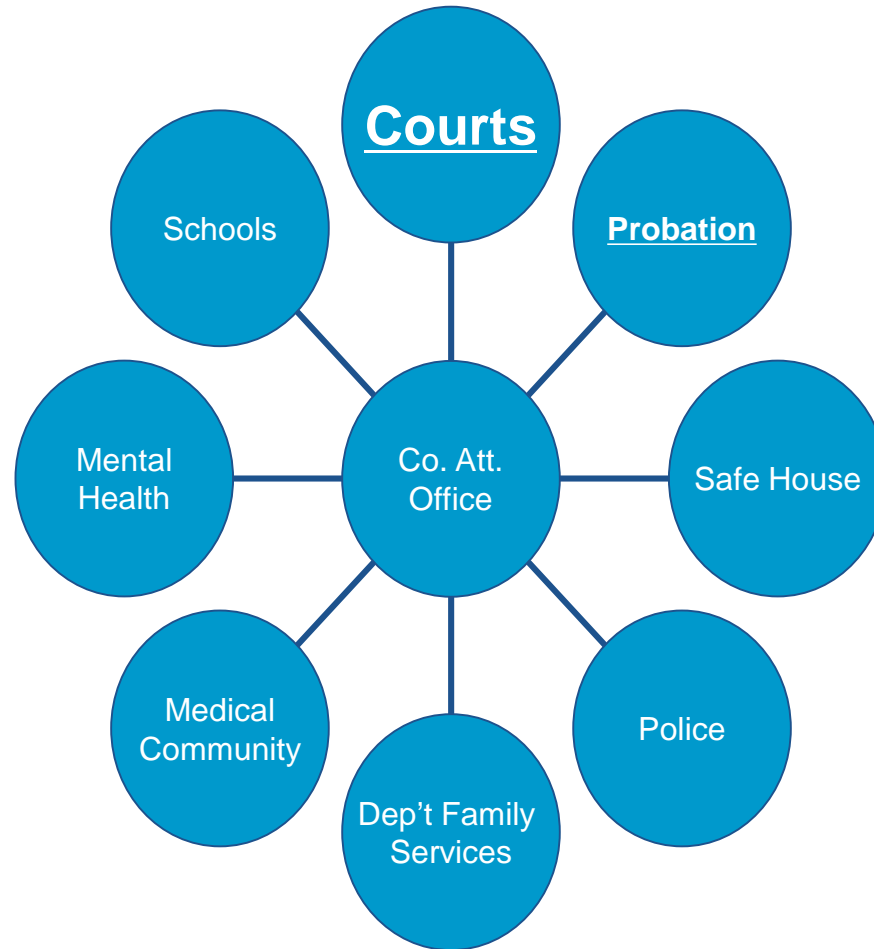 Courts
Schools
Probation
Mental
Health
Co. Att.
Office
Safe House
Medical
Community
Police
Dep’t Family
Services